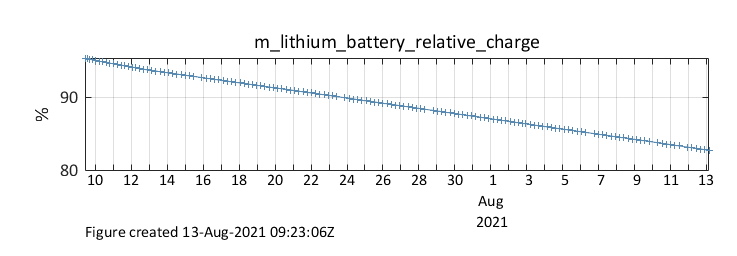 m_lithium_battery_relative_charge
%
90
80
10 12 14 16 18 20 22 24 26 28 30 1 3 5 7 9 11 13
Aug
2021
Figure created 13-Aug-2021 09:23:06Z